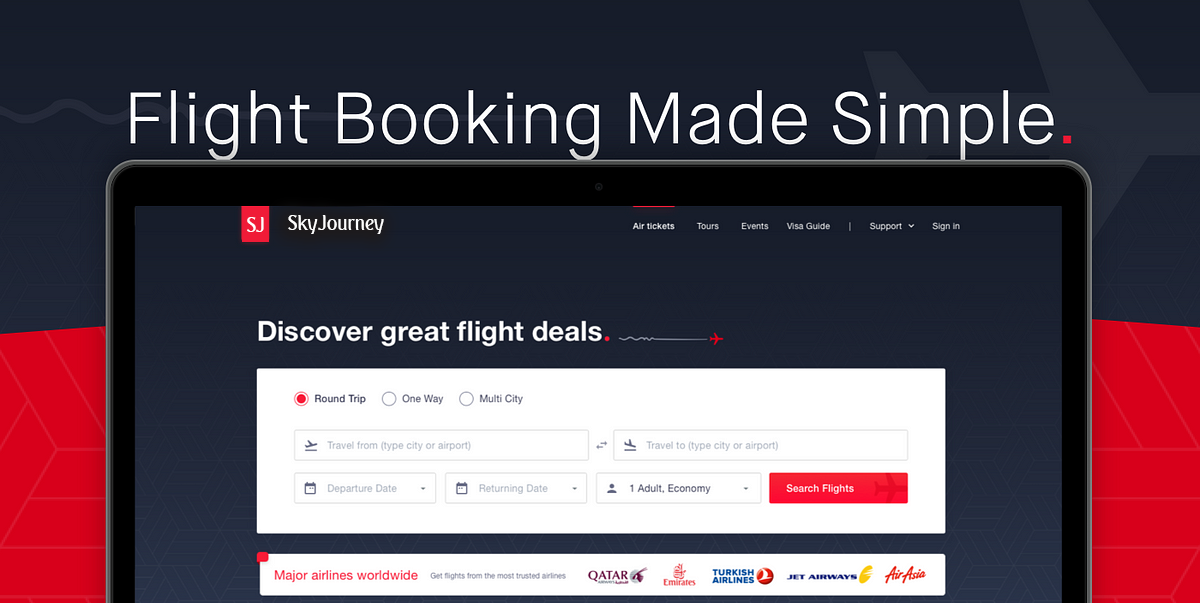 Flight Booking Made Simple.
SJ SkyJourney
Air tickets Tours Events Visa Guide | Support Sign in
Discover great flight deals.
Round Trip One Way Multi City
Travel from (type city or airport) Travel to (type city or airport)
Departure Date Returning Date 1 Adult, Economy Search Flights
Major airlines worldwide Get flights from the most trusted airlines QATAR AIRWAYS Emirates TURKISH AIRLINES JET AIRWAYS AirAsia